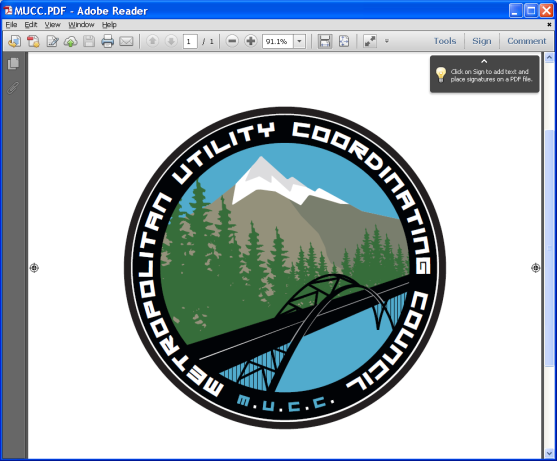 MUCC.PDF - Adobe Reader
File Edit View Window Help
1 / 1 91.1% Tools Sign Comment
Click on Sign to add text and
place signatures on a PDF file.
METROPOLITAN UTILITY COORDINATING COUNCIL
M.U.C.C.